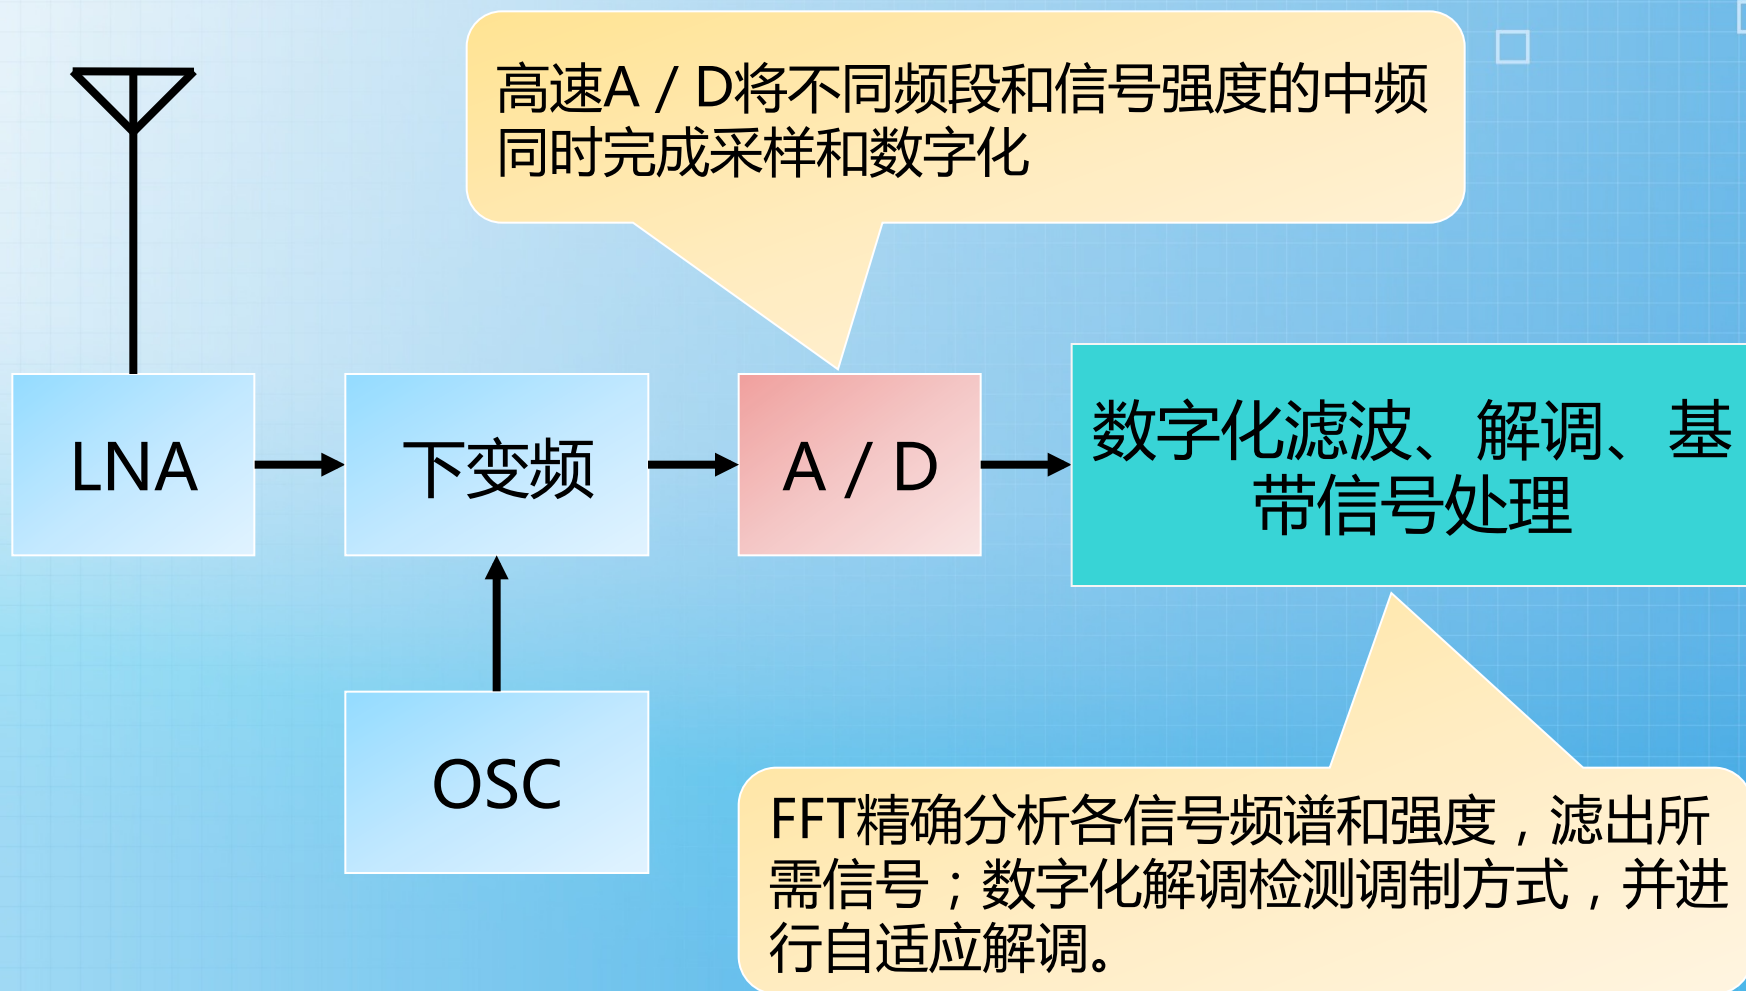 高速A / D将不同频段和信号强度的中频
同时完成采样和数字化
LNA
下变频
A / D
数字化滤波、解调、基
带信号处理
OSC
FFT精确分析各信号频谱和强度，滤出所
需信号；数字化解调检测调制方式，并进
行自适应解调。